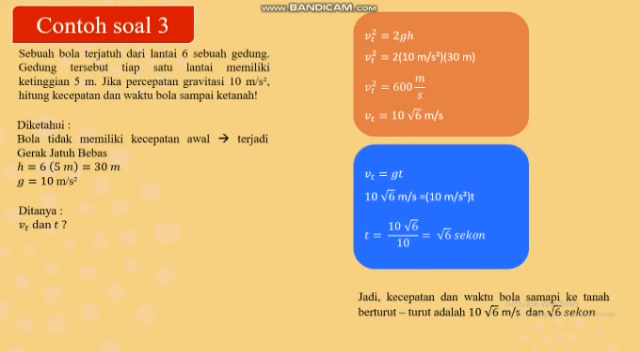 WWW.BANDICAM.COM
Contoh soal 3
Sebuah bola terjatuh dari lantai 6 sebuah gedung.
Gedung tersebut tiap satu lantai memiliki
ketinggian 5 m. Jika percepatan gravitasi 10 m/s²,
hitung kecepatan dan waktu bola sampai ketanah!
Diketahui :
Bola tidak memiliki kecepatan awal → terjadi
Gerak Jatuh Bebas
h = 6 (5 m) = 30 m
g = 10 m/s²
Ditanya :
vₜ dan t ?
vₜ² = 2gh
vₜ² = 2(10 m/s²)(30 m)
vₜ² = 600 m/s
vₜ = 10 √6 m/s
vₜ = gt
10 √6 m/s =(10 m/s²)t
t = 10 √6 / 10 = √6 sekon
Jadi, kecepatan dan waktu bola samapi ke tanah
berturut – turut adalah 10 √6 m/s dan √6 sekon